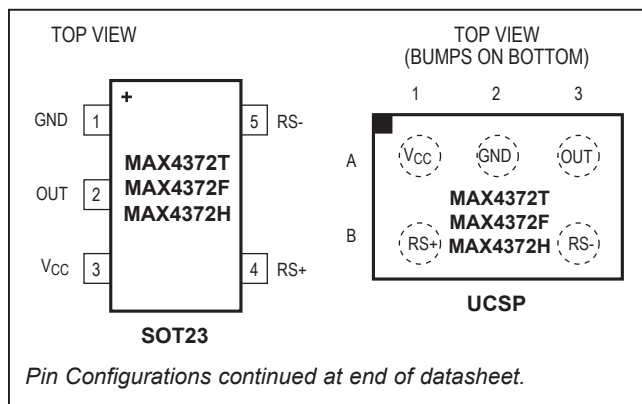 TOP VIEW
+
GND 1
5 RS-
MAX4372T
MAX4372F
MAX4372H
OUT 2
VCC 3
4 RS+
SOT23
TOP VIEW
(BUMPS ON BOTTOM)
1 2 3
A VCC GND OUT
MAX4372T
MAX4372F
MAX4372H
B RS+ RS-
UCSP
Pin Configurations continued at end of datasheet.